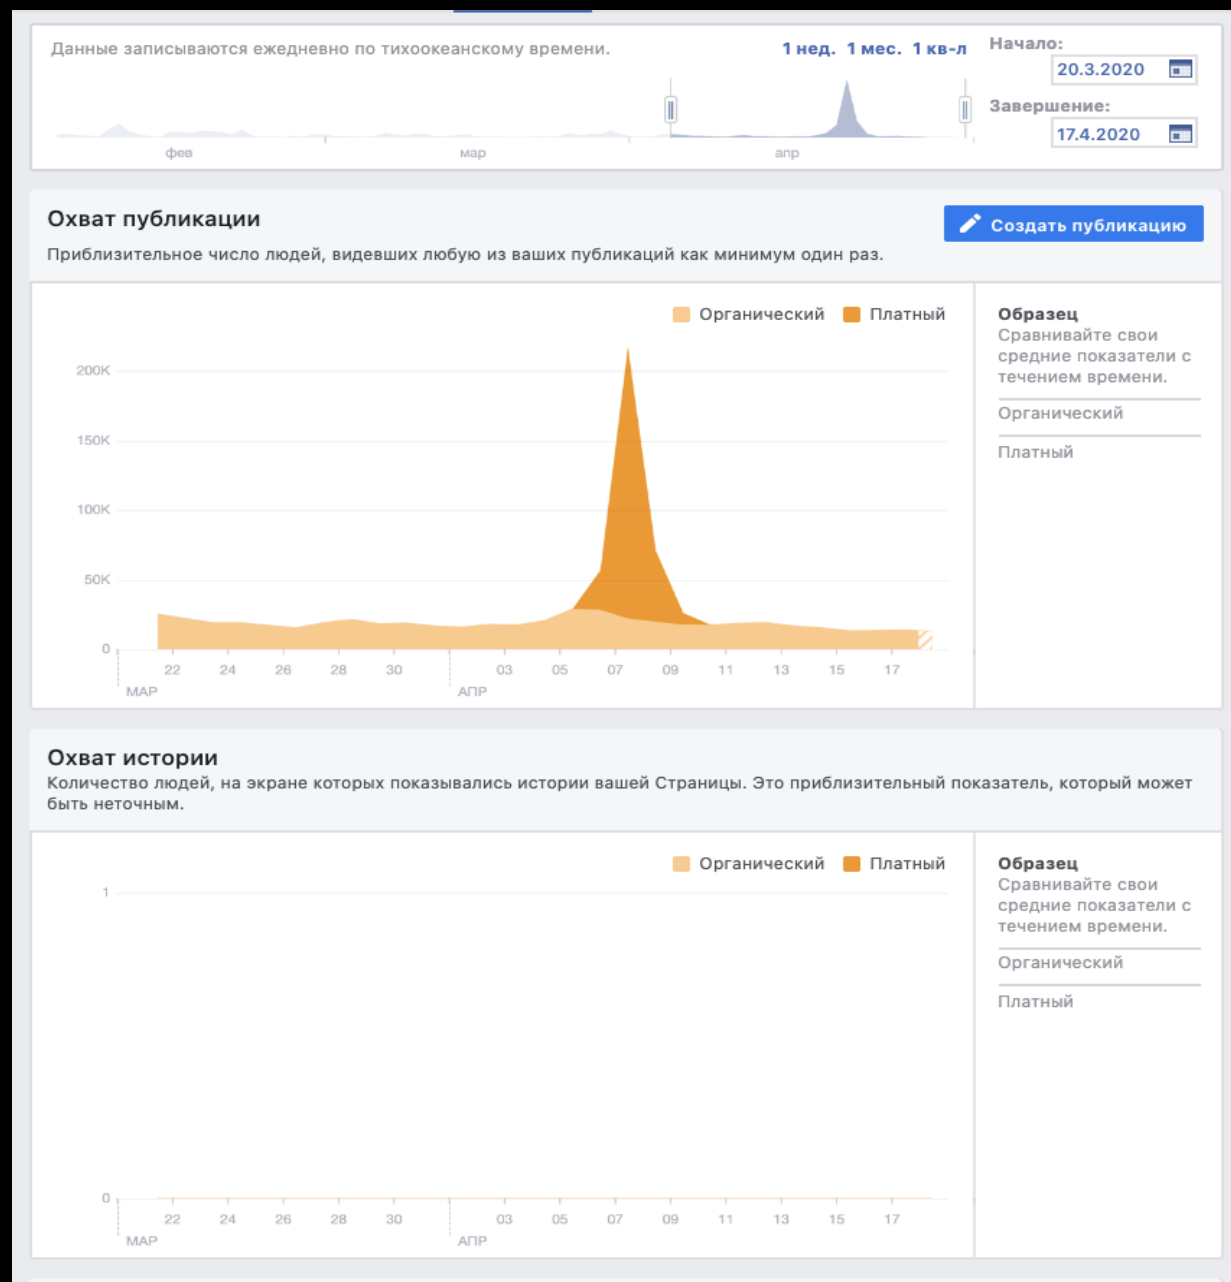 Данные записываются ежедневно по тихоокеанскому времени.
1 нед. 1 мес. 1 кв-л
Начало:
20.3.2020
Завершение:
17.4.2020
фев мар апр
Охват публикации
Создать публикацию
Приблизительное число людей, видевших любую из ваших публикаций как минимум один раз.
Органический Платный
200K
150K
100K
50K
0
22 24 26 28 30 03 05 07 09 11 13 15 17
МАР АПР
Образец
Сравнивайте свои
средние показатели с
течением времени.
Органический
Платный
Охват истории
Количество людей, на экране которых показывались истории вашей Страницы. Это приблизительный показатель, который может
быть неточным.
Органический Платный
1
0
22 24 26 28 30 03 05 07 09 11 13 15 17
МАР АПР
Образец
Сравнивайте свои
средние показатели с
течением времени.
Органический
Платный